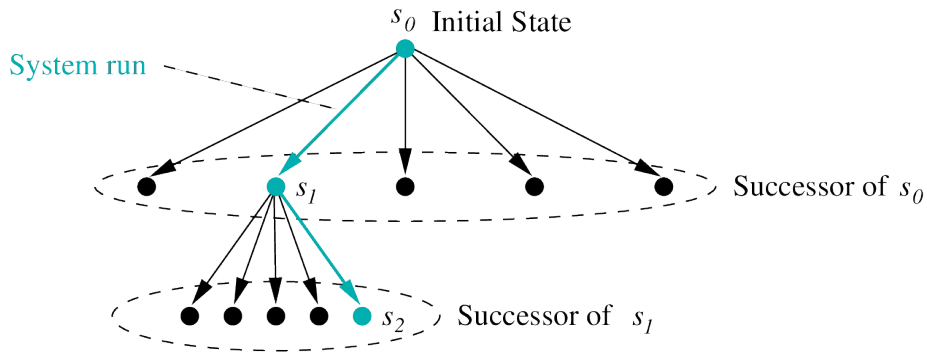 s0 Initial State
System run
s1
Successor of s0
s2
Successor of s1